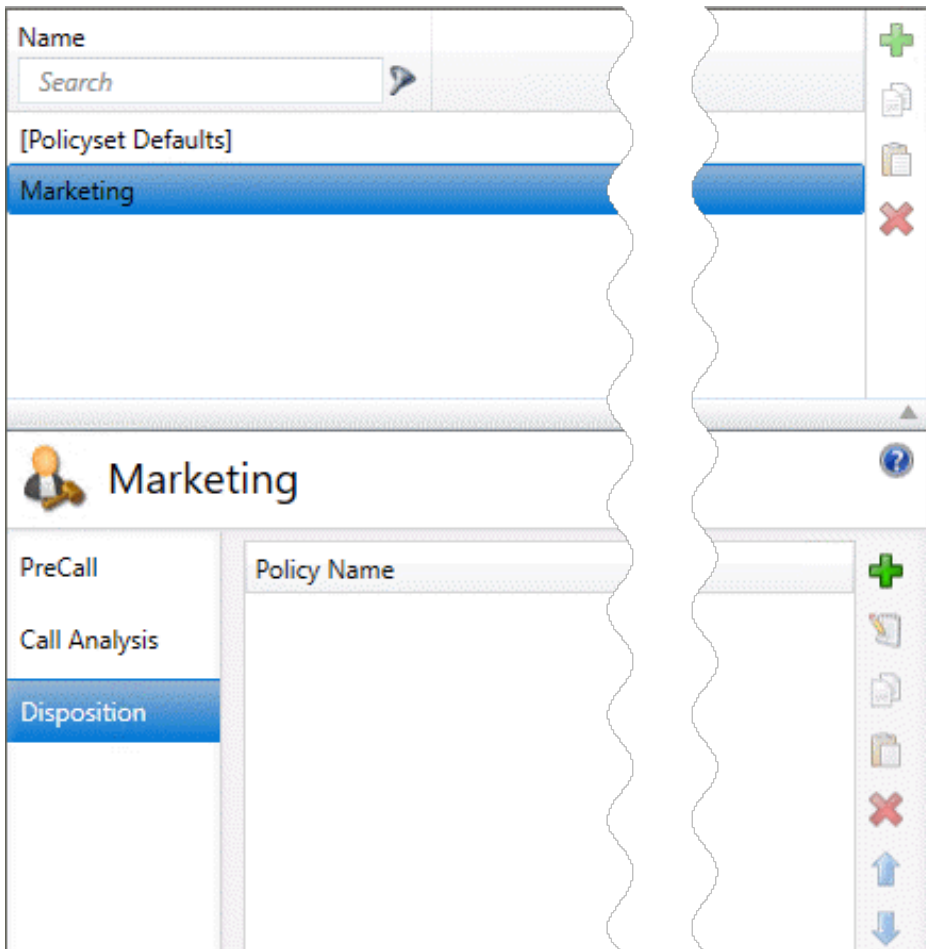 Name
Search
[Policyset Defaults]
Marketing
Marketing
PreCall
Policy Name
Call Analysis
Disposition